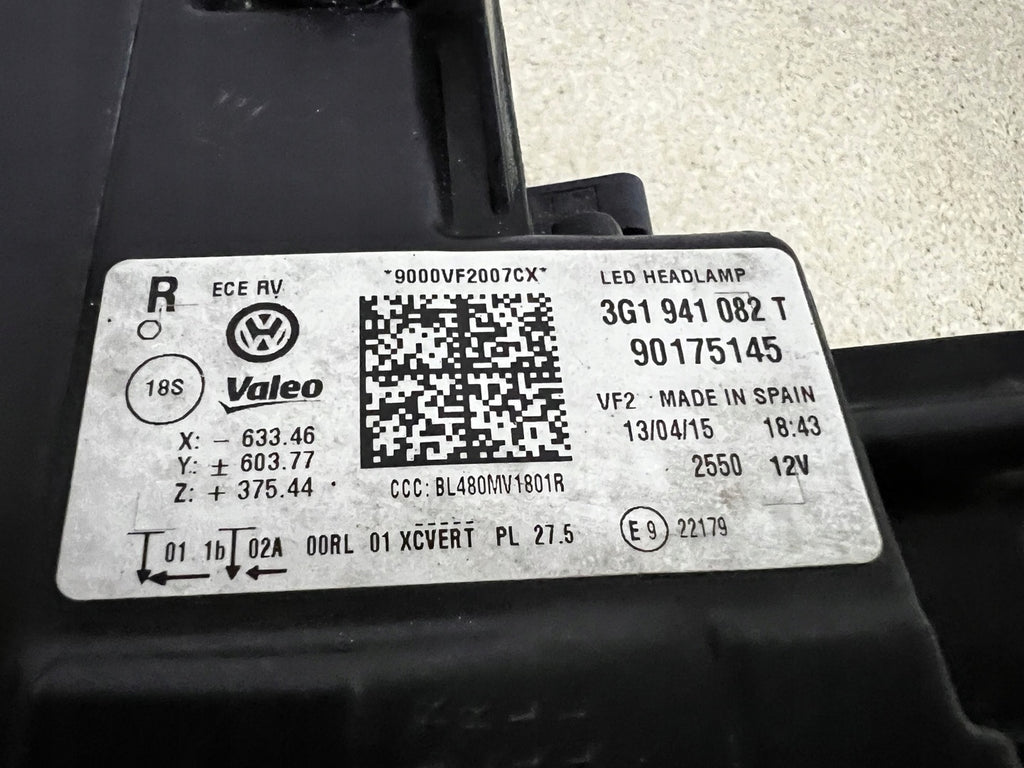 R ECE RV
*9000VF2007CX*
LED HEADLAMP
3G1 941 082 T
90175145
18S
VW
Valeo
VF2 MADE IN SPAIN
13/04/15 18:43
2550 12V
X: - 633.46
Y: ± 603.77
Z: + 375.44
CCC: BL480MV1801R
01 1b 02A 00RL 01 XCVERT PL 27.5
E 9 22179